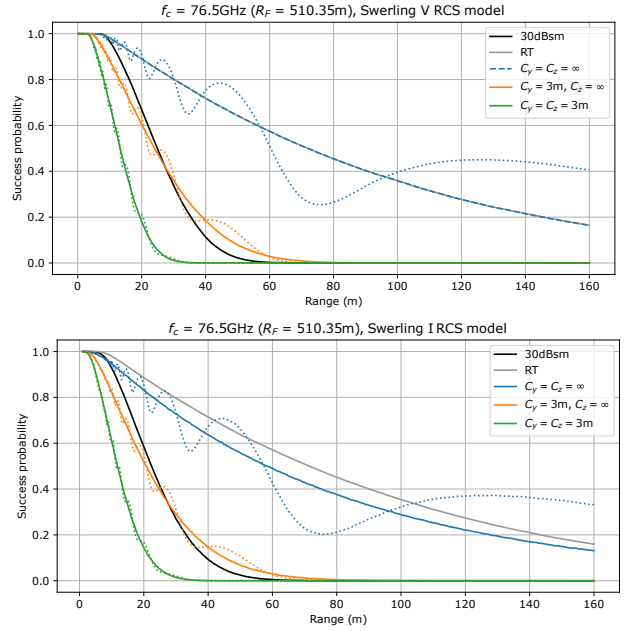 f_c = 76.5GHz (R_F = 510.35m), Swerling V RCS model
Success probability
1.0
0.8
0.6
0.4
0.2
0.0
30dBsm
RT
C_y = C_z = ∞
C_y = 3m, C_z = ∞
C_y = C_z = 3m
0 20 40 60 80 100 120 140 160
Range (m)
f_c = 76.5GHz (R_F = 510.35m), Swerling I RCS model
Success probability
1.0
0.8
0.6
0.4
0.2
0.0
30dBsm
RT
C_y = C_z = ∞
C_y = 3m, C_z = ∞
C_y = C_z = 3m
0 20 40 60 80 100 120 140 160
Range (m)